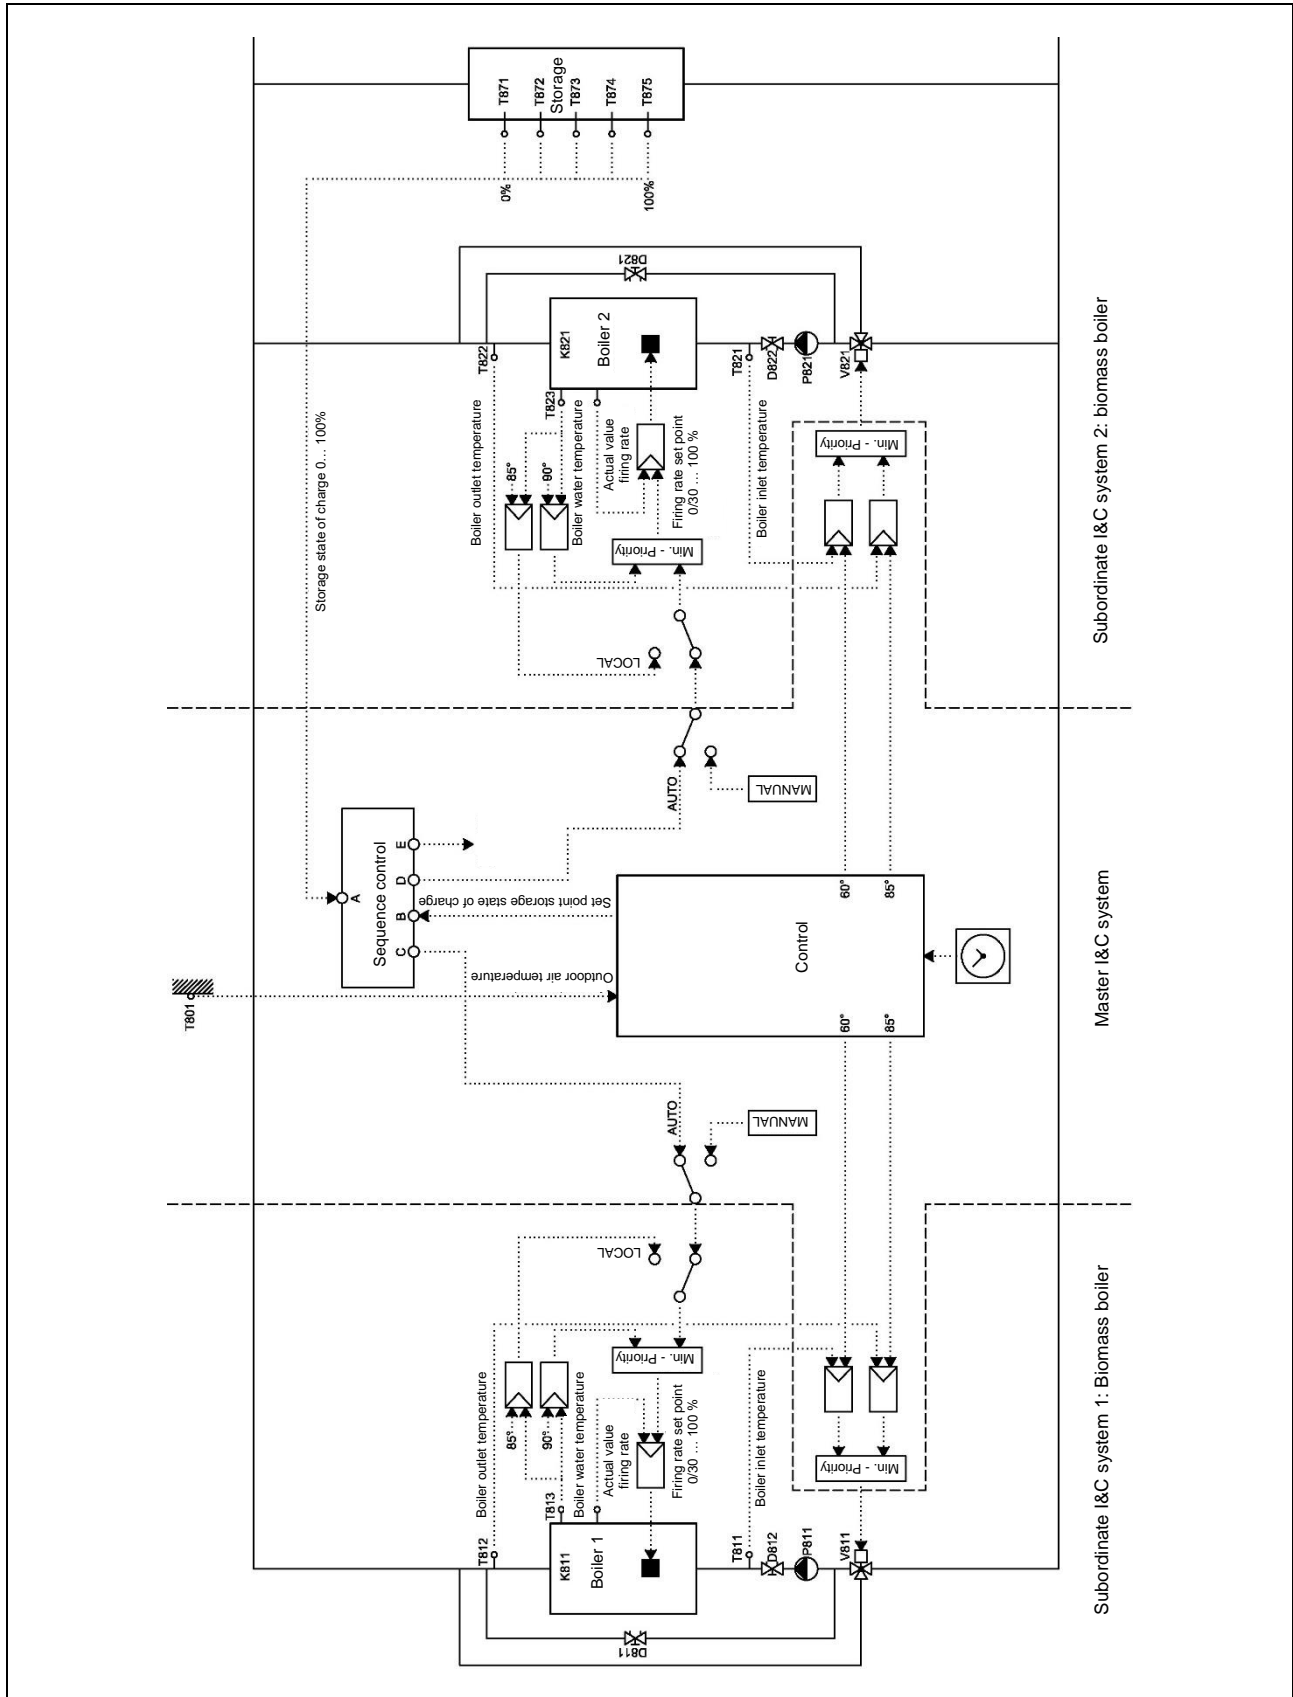 T871
T872
Storage
T873
T874
T875
0%
100%
Storage state of charge 0... 100%
D821
T822
K821
Boiler 2
T823
T821
D822
P821
V821
Boiler outlet temperature
85°
90°
Boiler water temperature
Actual value
firing rate
Firing rate set point
0/30 ... 100 %
Boiler inlet temperature
Min. - Priority
Min. - Priority
LOCAL
Subordinate I&C system 2: biomass boiler
AUTO
MANUAL
Sequence control
A
E
D
B
C
Set point storage state of charge
Outdoor air temperature
T801
60°
85°
Control
60°
85°
Master I&C system
AUTO
MANUAL
LOCAL
Boiler outlet temperature
85°
90°
Boiler water temperature
Actual value
firing rate
Min. - Priority
Firing rate set point
0/30 ... 100 %
Boiler inlet temperature
Min. - Priority
T812
T813
K811
Boiler 1
T811
D812
P811
V811
D811
Subordinate I&C system 1: Biomass boiler